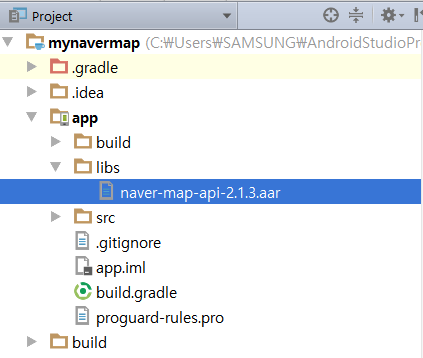 Project
mynavermap (C:₩Users₩SAMSUNG₩AndroidStudioPr
.gradle
.idea
app
build
libs
naver-map-api-2.1.3.aar
src
.gitignore
app.iml
build.gradle
proguard-rules.pro
build